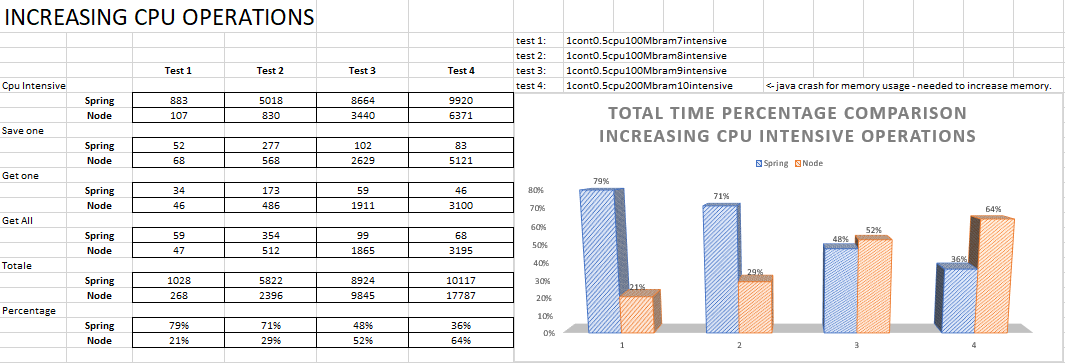 INCREASING CPU OPERATIONS
test 1: 1cont0.5cpu100Mbram7intensive
test 2: 1cont0.5cpu100Mbram8intensive
Test 1 Test 2 Test 3 Test 4 test 3: 1cont0.5cpu100Mbram9intensive
Cpu Intensive test 4: 1cont0.5cpu200Mbram10intensive <- java crash for memory usage - needed to increase memory.
Spring 883 5018 8664 9920
Node 107 830 3440 6371
Save one
Spring 52 277 102 83
Node 68 568 2629 5121
Get one
Spring 34 173 59 46
Node 46 486 1911 3100
Get All
Spring 59 354 99 68
Node 47 512 1865 3195
Totale
Spring 1028 5822 8924 10117
Node 268 2396 9845 17787
Percentage
Spring 79% 71% 48% 36%
Node 21% 29% 52% 64%
TOTAL TIME PERCENTAGE COMPARISON
INCREASING CPU INTENSIVE OPERATIONS
Spring Node
80%
70%
60%
50%
40%
30%
20%
10%
0%
79% 21% 71% 29% 48% 52% 36% 64%
1 2 3 4